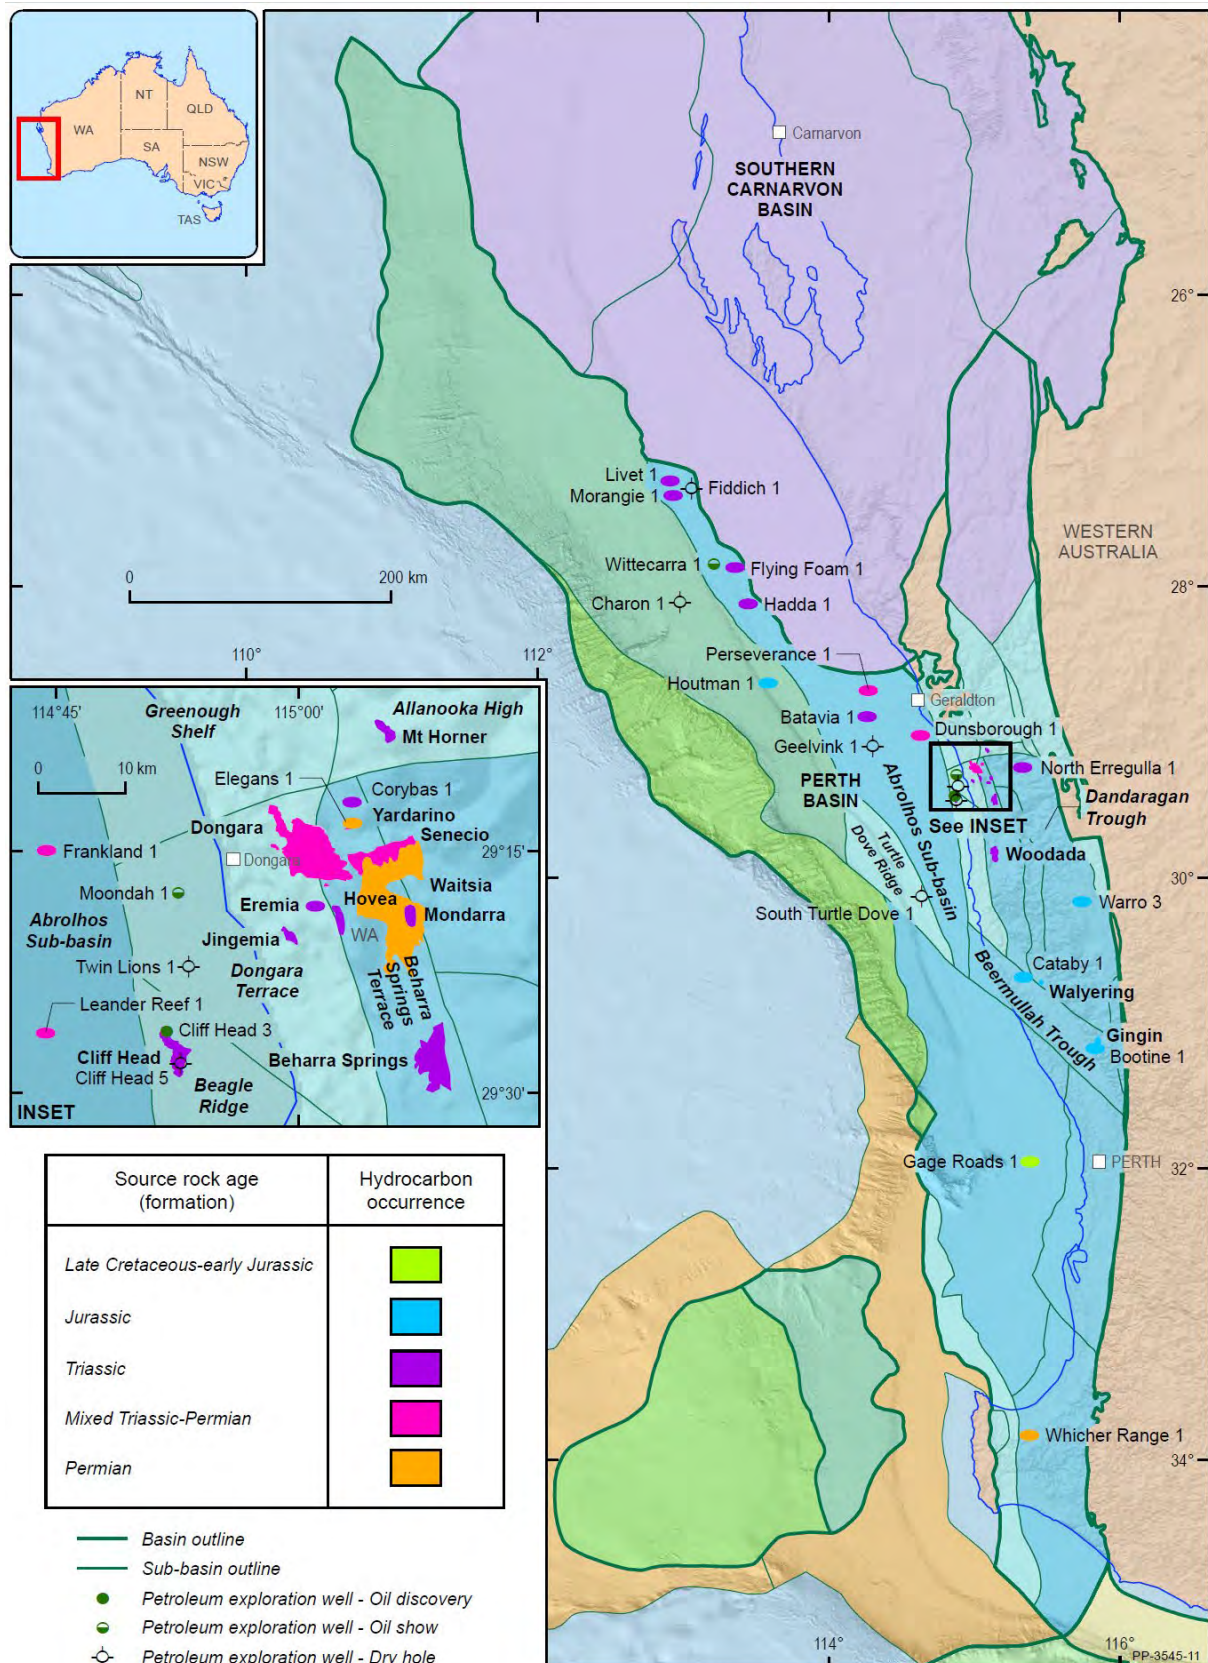 NT
QLD
WA
SA
NSW
VIC
TAS
Carnarvon
SOUTHERN
CARNARVON
BASIN
26°
Livet 1
Morangie 1
Fiddich 1
WESTERN
AUSTRALIA
Wittecarra 1
Flying Foam 1
0
200 km
28°
Charon 1
Hadda 1
110°
112°
Perseverance 1
Houtman 1
Geraldton
Batavia 1
Dunsborough 1
Geelvink 1
PERTH
BASIN
Abrolhos Sub-basin
North Erregulla 1
Dandaragan
Trough
See INSET
Turtle
Dove Ridge
Woodada
30°
South Turtle Dove 1
Warro 3
Cataby 1
Walyering
Beermullah Trough
Gingin
Bootine 1
Gage Roads 1
PERTH
32°
Whicher Range 1
34°
114°
116°
PP-3545-11
114°45'
Greenough
Shelf
115°00'
Allanooka High
Mt Horner
0
10 km
Elegans 1
Corybas 1
Yardarino
Dongara
Senecio
Frankland 1
Dongara
29°15'
Moondah 1
Waitsia
Hovea
Eremia
Mondarra
Abrolhos
Sub-basin
Jingemia
WA
Twin Lions 1
Dongara
Terrace
Beharra
Springs
Terrace
Leander Reef 1
Cliff Head 3
Cliff Head
Cliff Head 5
Beharra Springs
Beagle
Ridge
29°30'
INSET
Source rock age
(formation)
Hydrocarbon
occurrence
Late Cretaceous-early Jurassic
Jurassic
Triassic
Mixed Triassic-Permian
Permian
Basin outline
Sub-basin outline
Petroleum exploration well - Oil discovery
Petroleum exploration well - Oil show
Petroleum exploration well - Dry hole